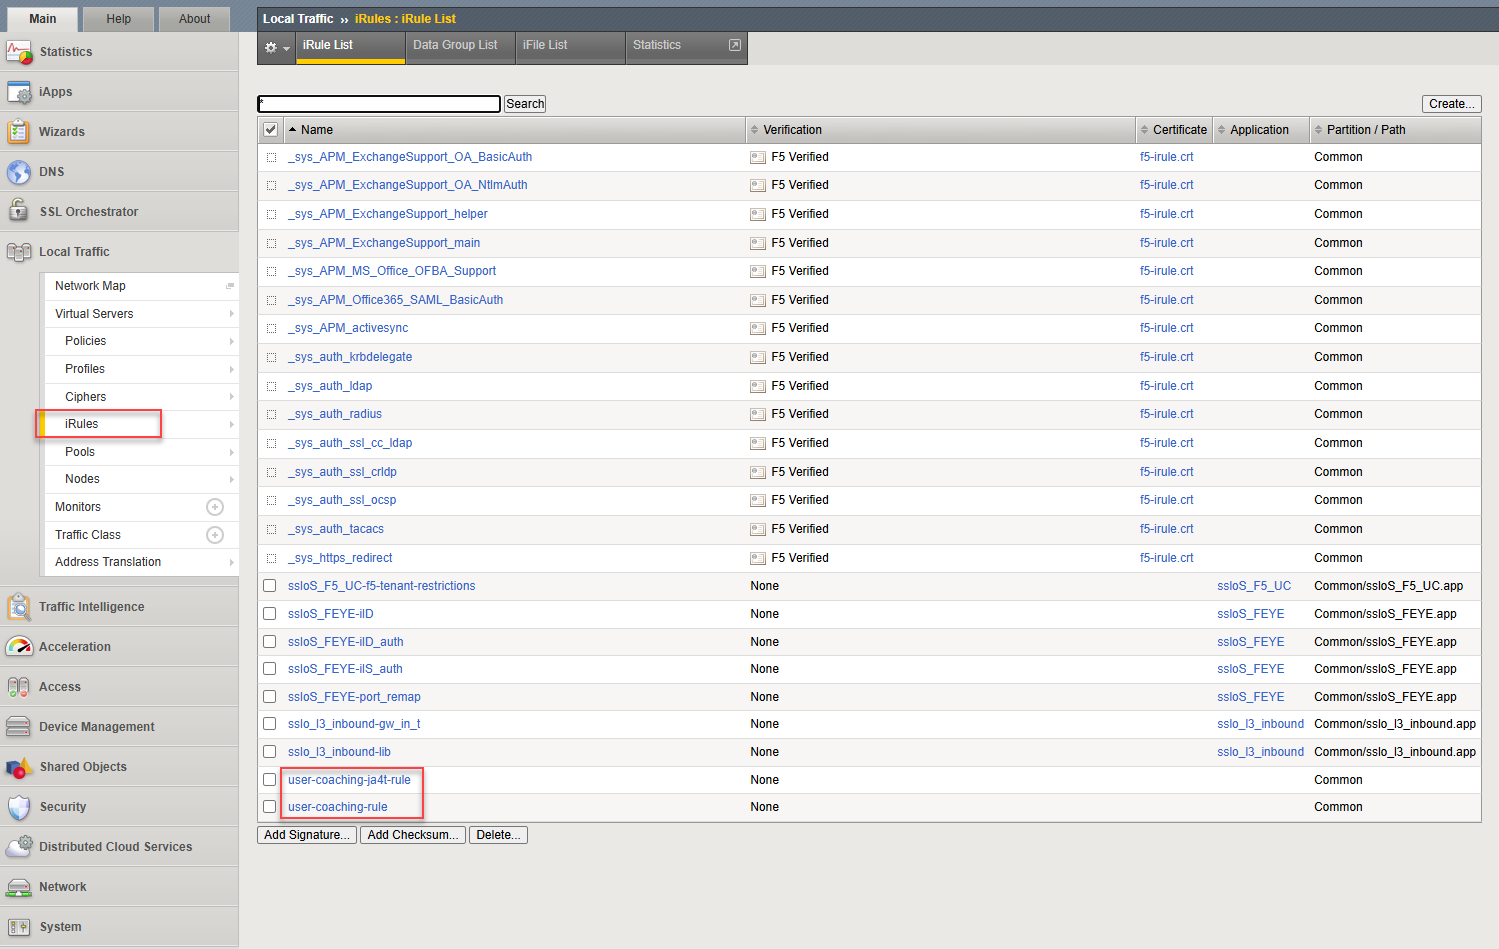 Main Help About
Statistics
iApps
Wizards
DNS
SSL Orchestrator
Local Traffic
Network Map
Virtual Servers
Policies
Profiles
Ciphers
iRules
Pools
Nodes
Monitors
Traffic Class
Address Translation
Traffic Intelligence
Acceleration
Access
Device Management
Shared Objects
Security
Distributed Cloud Services
Network
System
Local Traffic ›› iRules : iRule List
iRule List Data Group List iFile List Statistics
* Search Create...
Name Verification Certificate Application Partition / Path
_sys_APM_ExchangeSupport_OA_BasicAuth F5 Verified f5-irule.crt Common
_sys_APM_ExchangeSupport_OA_NtlmAuth F5 Verified f5-irule.crt Common
_sys_APM_ExchangeSupport_helper F5 Verified f5-irule.crt Common
_sys_APM_ExchangeSupport_main F5 Verified f5-irule.crt Common
_sys_APM_MS_Office_OFBA_Support F5 Verified f5-irule.crt Common
_sys_APM_Office365_SAML_BasicAuth F5 Verified f5-irule.crt Common
_sys_APM_activesync F5 Verified f5-irule.crt Common
_sys_auth_krbdelegate F5 Verified f5-irule.crt Common
_sys_auth_ldap F5 Verified f5-irule.crt Common
_sys_auth_radius F5 Verified f5-irule.crt Common
_sys_auth_ssl_cc_ldap F5 Verified f5-irule.crt Common
_sys_auth_ssl_crldp F5 Verified f5-irule.crt Common
_sys_auth_ssl_ocsp F5 Verified f5-irule.crt Common
_sys_auth_tacacs F5 Verified f5-irule.crt Common
_sys_https_redirect F5 Verified f5-irule.crt Common
ssloS_F5_UC-f5-tenant-restrictions None ssloS_F5_UC Common/ssloS_F5_UC.app
ssloS_FEYE-ilD None ssloS_FEYE Common/ssloS_FEYE.app
ssloS_FEYE-ilD_auth None ssloS_FEYE Common/ssloS_FEYE.app
ssloS_FEYE-ilS_auth None ssloS_FEYE Common/ssloS_FEYE.app
ssloS_FEYE-port_remap None ssloS_FEYE Common/ssloS_FEYE.app
sslo_l3_inbound-gw_in_t None sslo_l3_inbound Common/sslo_l3_inbound.app
sslo_l3_inbound-lib None sslo_l3_inbound Common/sslo_l3_inbound.app
user-coaching-ja4t-rule None Common
user-coaching-rule None Common
Add Signature... Add Checksum... Delete...